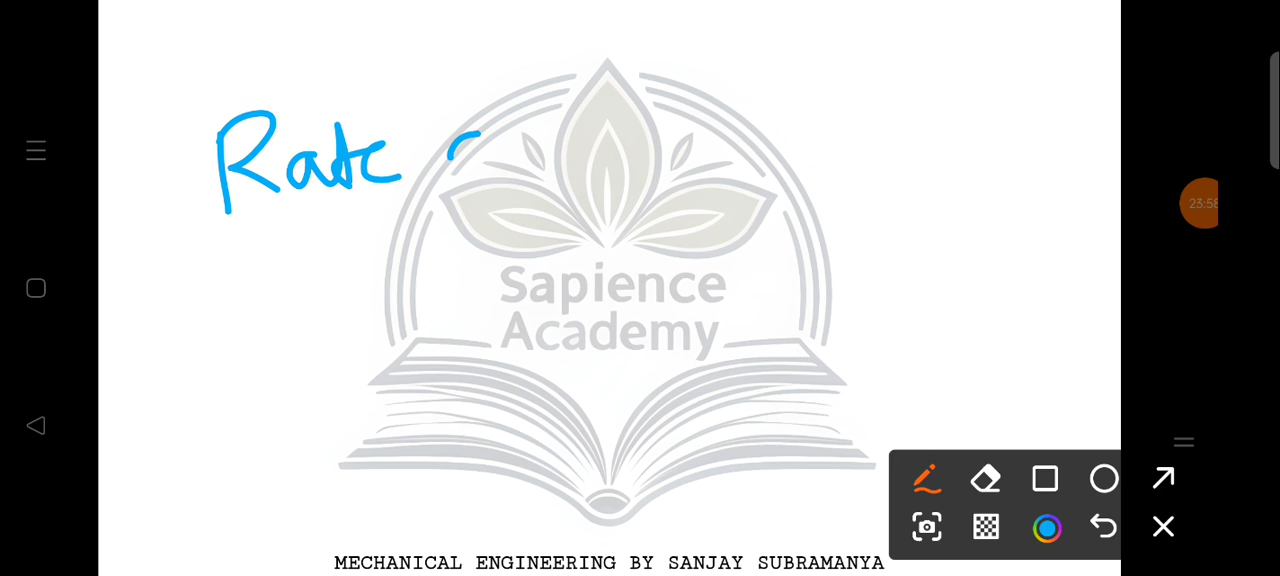 Rate
23:58
Sapience
Academy
MECHANICAL ENGINEERING BY SANJAY SUBRAMANYA